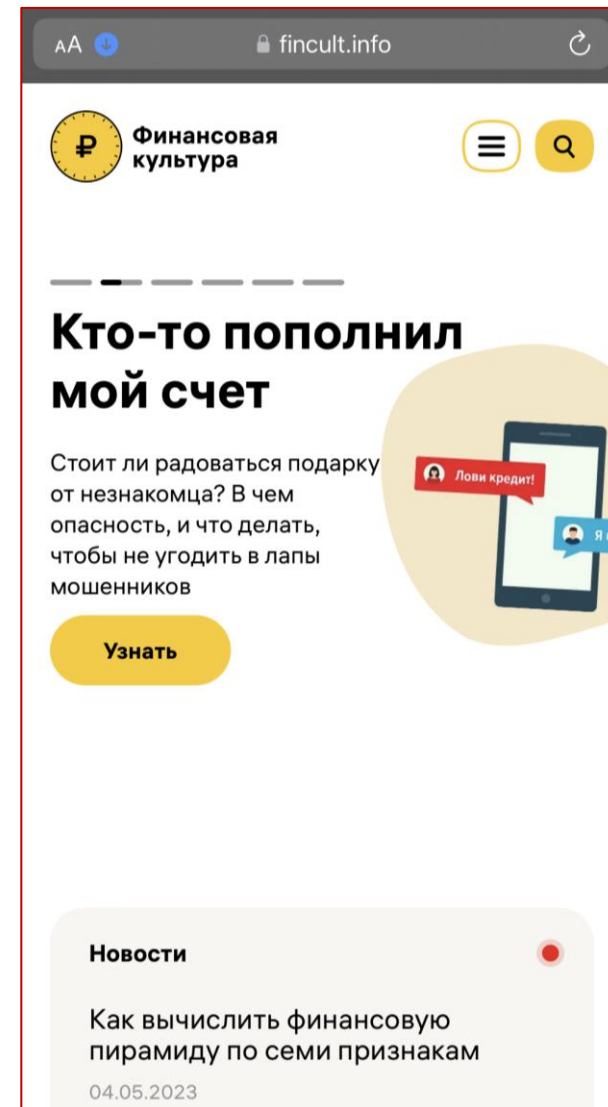 AA fincult.info
₽ Финансовая
культура
Кто-то пополнил
мой счет
Стоит ли радоваться подарку
от незнакомца? В чем
опасность, и что делать,
чтобы не угодить в лапы
мошенников
Лови кредит!
Я
Узнать
Новости
Как вычислить финансовую
пирамиду по семи признакам
04.05.2023